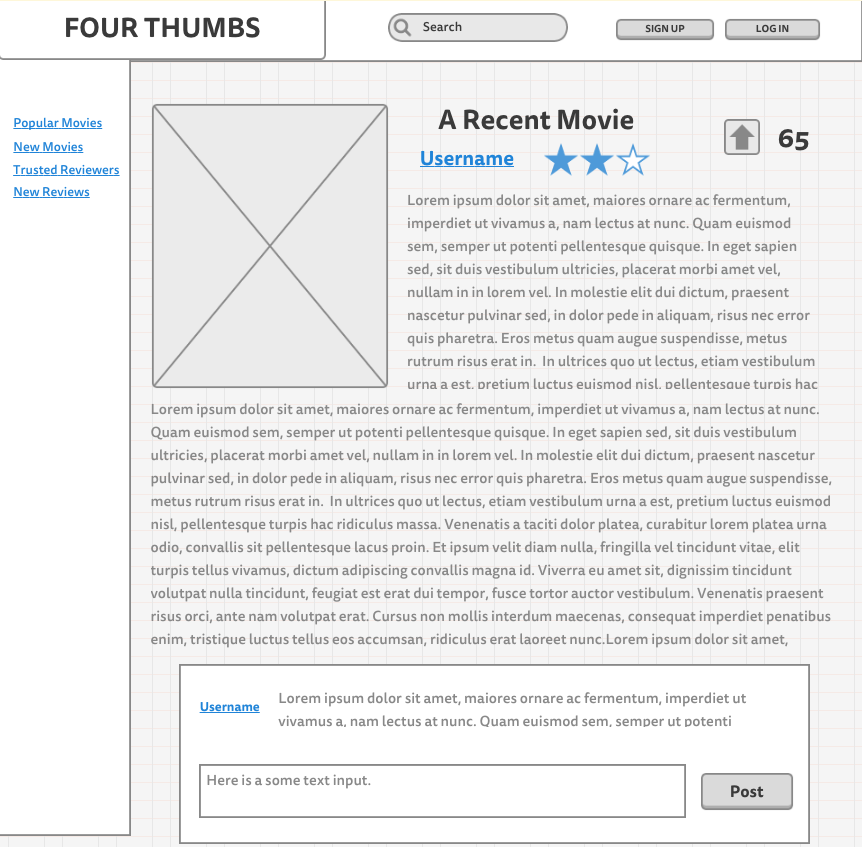 FOUR THUMBS
Search
SIGN UP
LOG IN
Popular Movies
New Movies
Trusted Reviewers
New Reviews
A Recent Movie
Username
65
Lorem ipsum dolor sit amet, maiores ornare ac fermentum,
imperdiet ut vivamus a, nam lectus at nunc. Quam euismod
sem, semper ut potenti pellentesque quisque. In eget sapien
sed, sit duis vestibulum ultricies, placerat morbi amet vel,
nullam in in lorem vel. In molestie elit dui dictum, praesent
nascetur pulvinar sed, in dolor pede in aliquam, risus nec error
quis pharetra. Eros metus quam augue suspendisse, metus
rutrum risus erat in.  In ultrices quo ut lectus, etiam vestibulum
urna a est, pretium luctus euismod nisl, pellentesque turpis hac
Lorem ipsum dolor sit amet, maiores ornare ac fermentum, imperdiet ut vivamus a, nam lectus at nunc.
Quam euismod sem, semper ut potenti pellentesque quisque. In eget sapien sed, sit duis vestibulum
ultricies, placerat morbi amet vel, nullam in in lorem vel. In molestie elit dui dictum, praesent nascetur
pulvinar sed, in dolor pede in aliquam, risus nec error quis pharetra. Eros metus quam augue suspendisse,
metus rutrum risus erat in.  In ultrices quo ut lectus, etiam vestibulum urna a est, pretium luctus euismod
nisl, pellentesque turpis hac ridiculus massa. Venenatis a taciti dolor platea, curabitur lorem platea urna
odio, convallis sit pellentesque lacus proin. Et ipsum velit diam nulla, fringilla vel tincidunt vitae, elit
turpis tellus vivamus, dictum adipiscing convallis magna id. Viverra eu amet sit, dignissim tincidunt
volutpat nulla tincidunt, feugiat est erat dui tempor, fusce tortor auctor vestibulum. Venenatis praesent
risus orci, ante nam volutpat erat. Cursus non mollis interdum maecenas, consequat imperdiet penatibus
enim, tristique luctus tellus eos accumsan, ridiculus erat laoreet nunc.Lorem ipsum dolor sit amet,
Username
Lorem ipsum dolor sit amet, maiores ornare ac fermentum, imperdiet ut
vivamus a, nam lectus at nunc. Quam euismod sem, semper ut potenti
Here is a some text input.
Post